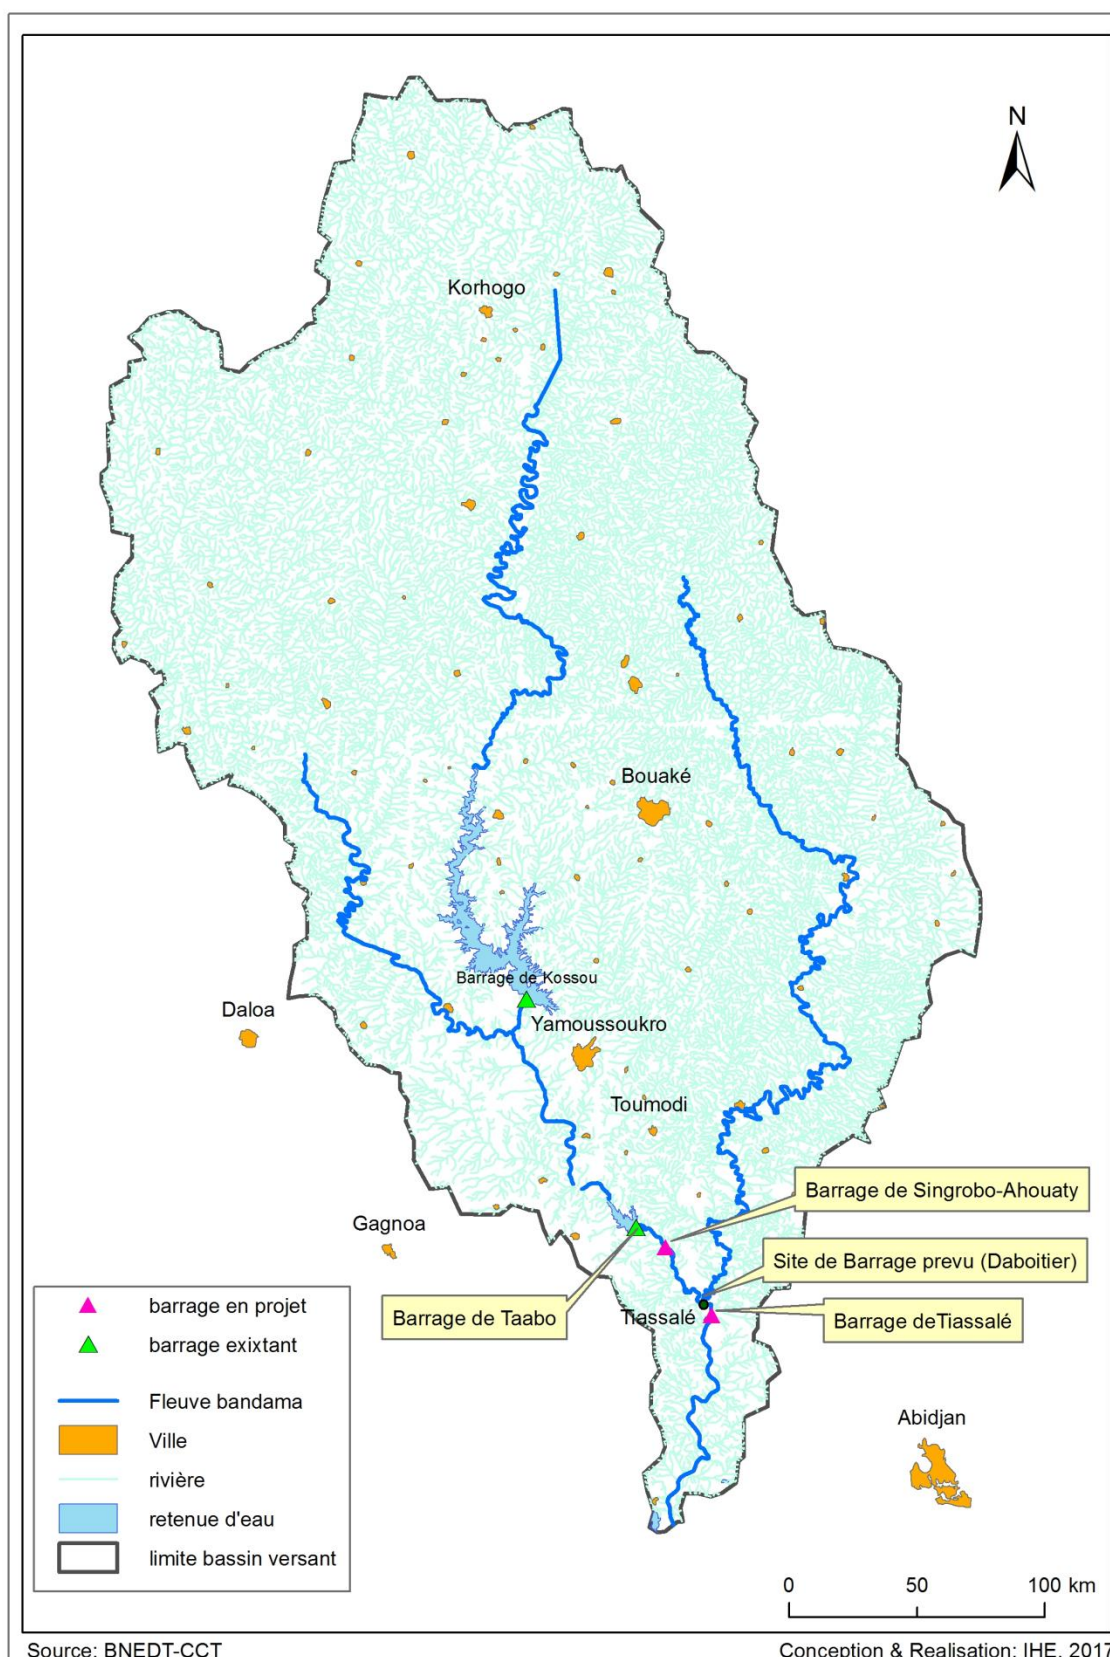 N
Korhogo
Bouaké
Barrage de Kossou
Daloa
Yamoussoukro
Toumodi
Barrage de Singrobo-Ahouaty
Gagnoa
Site de Barrage prevu (Daboitier)
Barrage de Taabo
Tiassalé
Barrage deTiassalé
Abidjan
barrage en projet
barrage exixtant
Fleuve bandama
Ville
rivière
retenue d'eau
limite bassin versant
0 50 100 km
Source: BNEDT-CCT
Conception & Realisation: IHE, 2017